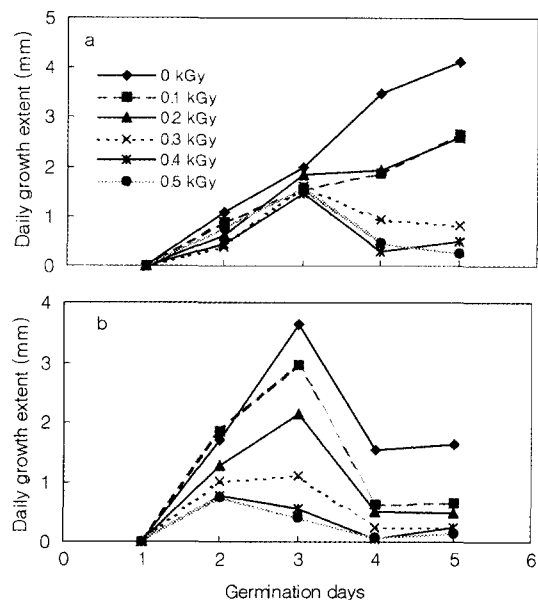 a
Daily growth extent (mm)
5
4
3
2
1
0
0 kGy
0.1 kGy
0.2 kGy
0.3 kGy
0.4 kGy
0.5 kGy
b
Daily growth extent (mm)
4
3
2
1
0
0 1 2 3 4 5 6
Germination days